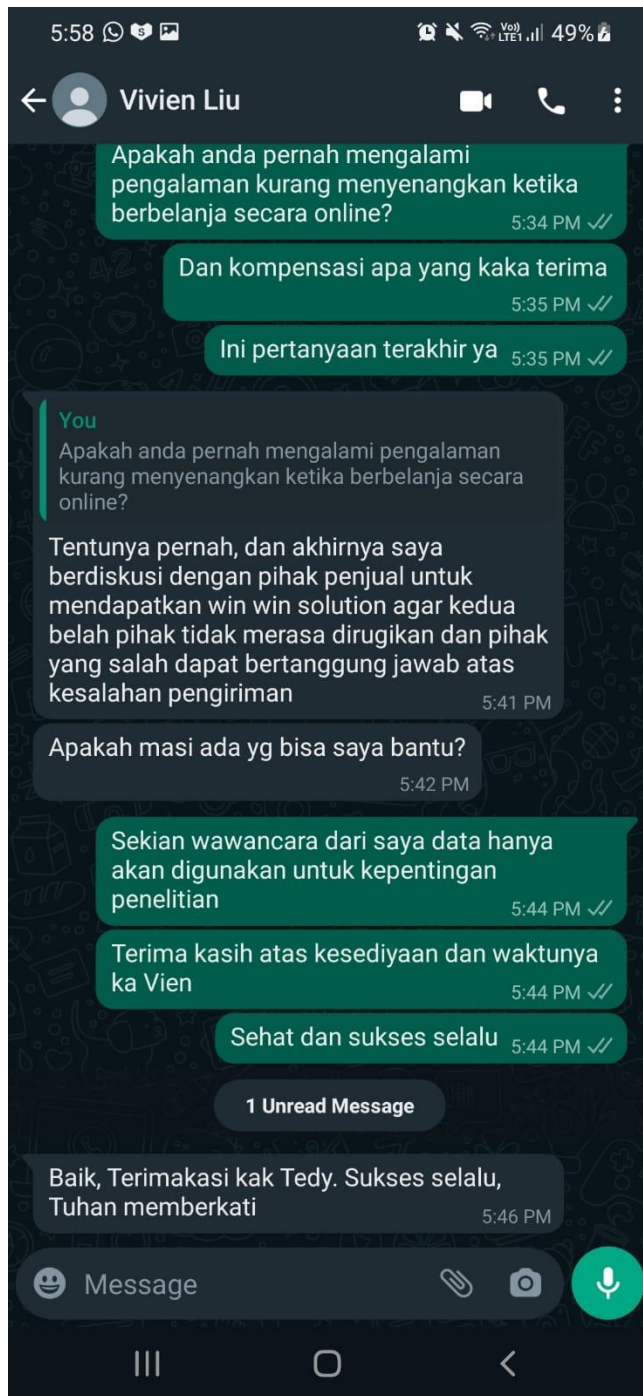 5:58
Vo))
LTE1
49%
Vivien Liu
Apakah anda pernah mengalami
pengalaman kurang menyenangkan ketika
berbelanja secara online?
5:34 PM
Dan kompensasi apa yang kaka terima
5:35 PM
Ini pertanyaan terakhir ya
5:35 PM
You
Apakah anda pernah mengalami pengalaman
kurang menyenangkan ketika berbelanja secara
online?
Tentunya pernah, dan akhirnya saya
berdiskusi dengan pihak penjual untuk
mendapatkan win win solution agar kedua
belah pihak tidak merasa dirugikan dan pihak
yang salah dapat bertanggung jawab atas
kesalahan pengiriman
5:41 PM
Apakah masi ada yg bisa saya bantu?
5:42 PM
Sekian wawancara dari saya data hanya
akan digunakan untuk kepentingan
penelitian
5:44 PM
Terima kasih atas kesediyaan dan waktunya
ka Vien
5:44 PM
Sehat dan sukses selalu
5:44 PM
1 Unread Message
Baik, Terimakasi kak Tedy. Sukses selalu,
Tuhan memberkati
5:46 PM
Message